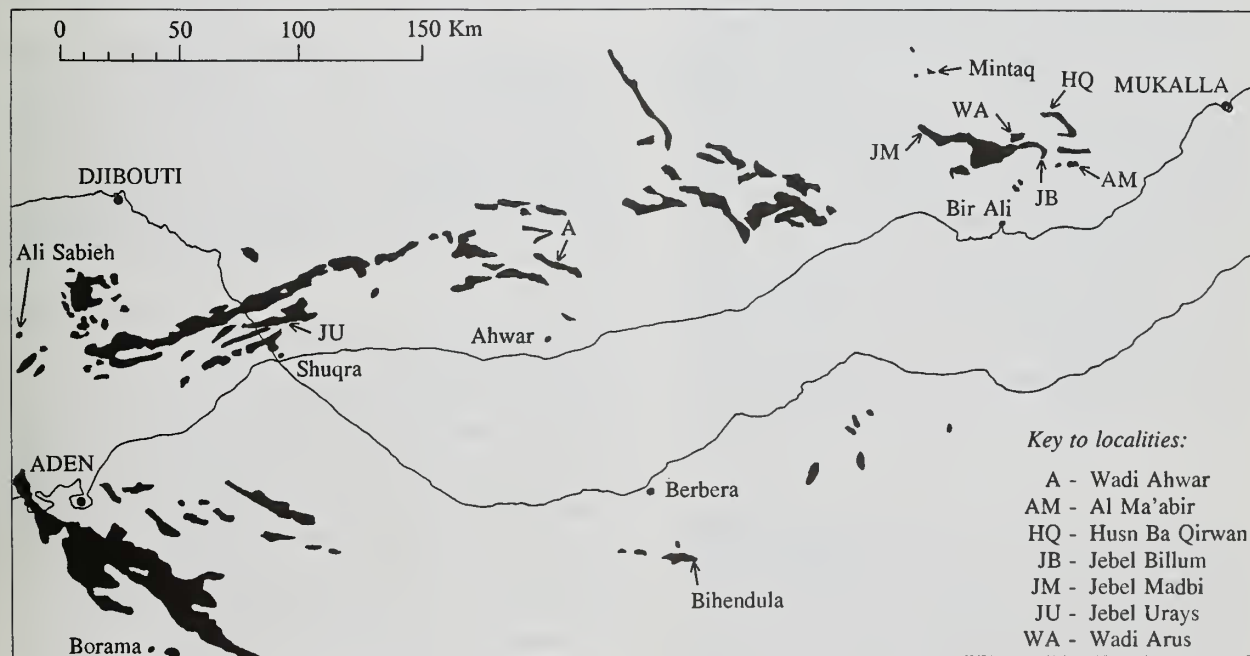 0 50 100 150 Km
Mintaq
HQ
MUKALLA
WA
JM
DJIBOUTI
AM
JB
Bir Ali
A
Ali Sabieh
JU
Ahwar
Shuqra
Key to localities:
ADEN
A - Wadi Ahwar
Berbera
AM - Al Ma'abir
HQ - Husn Ba Qirwan
JB - Jebel Billum
JM - Jebel Madbi
Bihendula
JU - Jebel Urays
Borama
WA - Wadi Arus